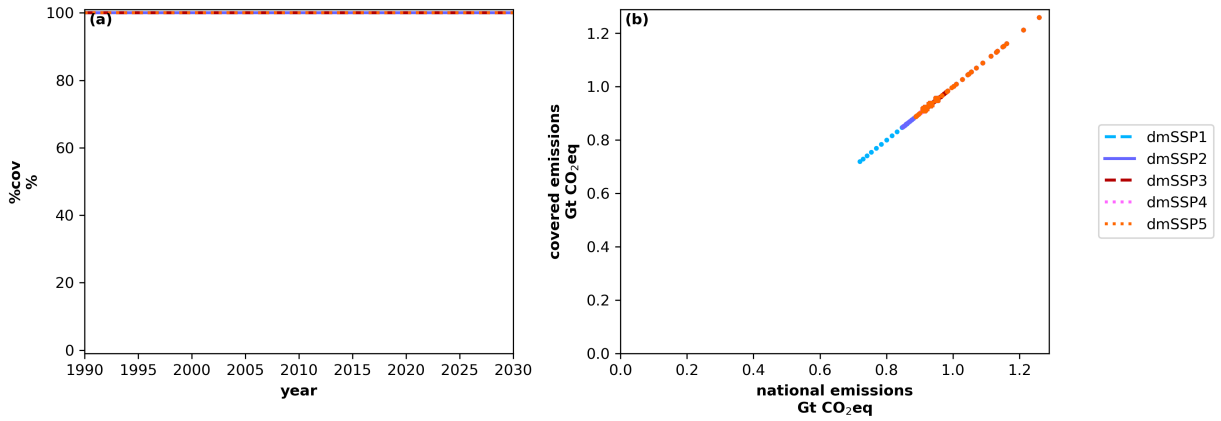 (a)
100
80
60
40
20
0
%cov
%
1990 1995 2000 2005 2010 2015 2020 2025 2030
year
(b)
1.2
1.0
0.8
0.6
0.4
0.2
0.0
covered emissions
Gt CO₂eq
0.0 0.2 0.4 0.6 0.8 1.0 1.2
national emissions
Gt CO₂eq
dmSSP1
dmSSP2
dmSSP3
dmSSP4
dmSSP5